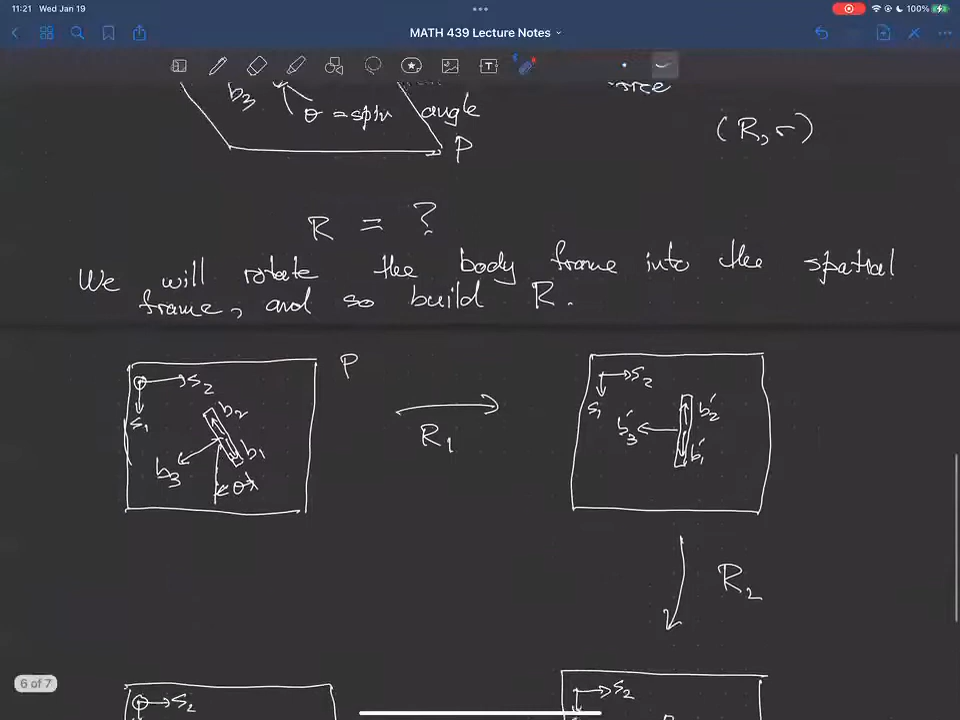 11:21 Wed Jan 19
100%
MATH 439 Lecture Notes
b3
θ = spin angle
P
(R, r)
R = ?
We will rotate the body frame into the spatial
frame, and so build R.
P
s2
s1
b2
b1
b3
θ
R1
s2
s1
b2'
b3'
b1'
R2
6 of 7
s2
s2